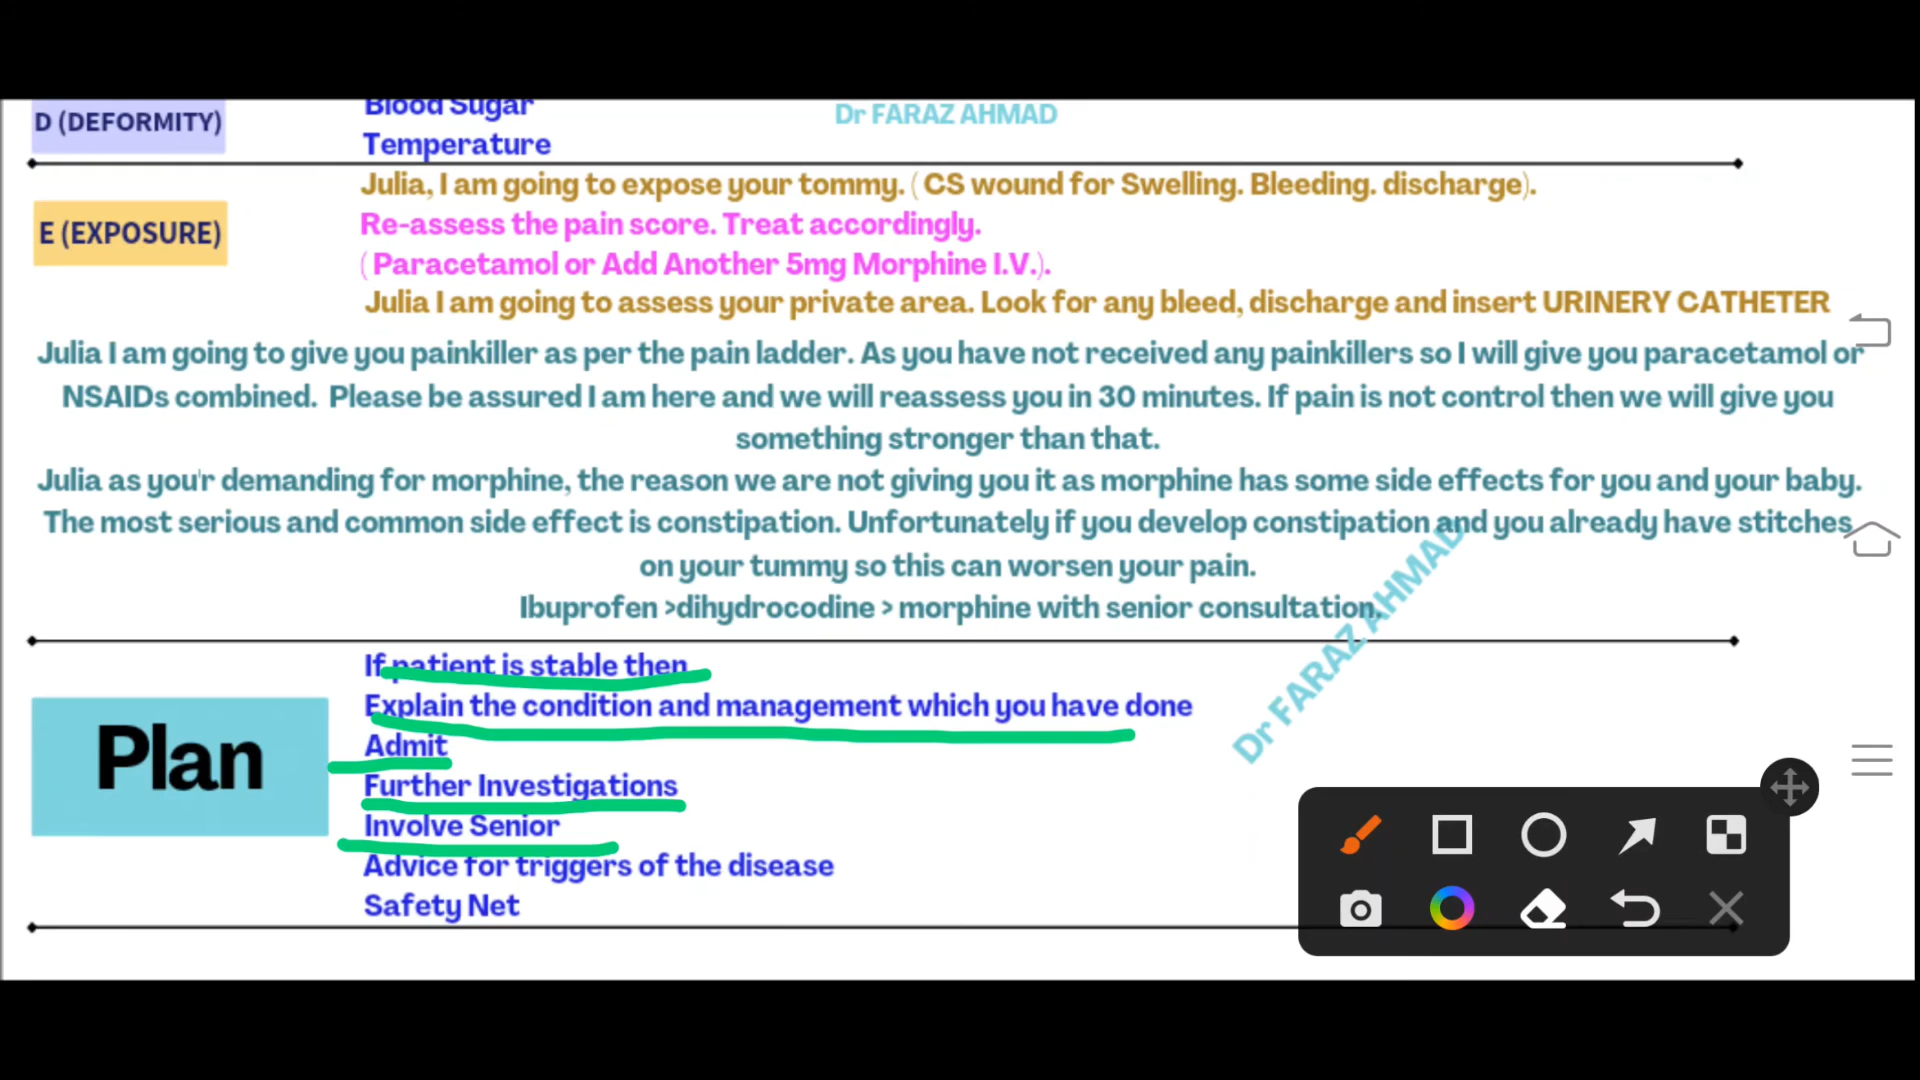 Blood Sugar
Dr FARAZ AHMAD
D (DEFORMITY)
Temperature
Julia, I am going to expose your tommy. ( CS wound for Swelling. Bleeding. discharge).
E (EXPOSURE)
Re-assess the pain score. Treat accordingly.
( Paracetamol or Add Another 5mg Morphine I.V.).
Julia I am going to assess your private area. Look for any bleed, discharge and insert URINERY CATHETER
Julia I am going to give you painkiller as per the pain ladder. As you have not received any painkillers so I will give you paracetamol or
NSAIDs combined. Please be assured I am here and we will reassess you in 30 minutes. If pain is not control then we will give you
something stronger than that.
Julia as you'r demanding for morphine, the reason we are not giving you it as morphine has some side effects for you and your baby.
The most serious and common side effect is constipation. Unfortunately if you develop constipation and you already have stitches
on your tummy so this can worsen your pain.
Ibuprofen >dihydrocodine > morphine with senior consultation.
Dr FARAZ AHMAD
If patient is stable then
Explain the condition and management which you have done
Plan
Admit
Further Investigations
Involve Senior
Advice for triggers of the disease
Safety Net